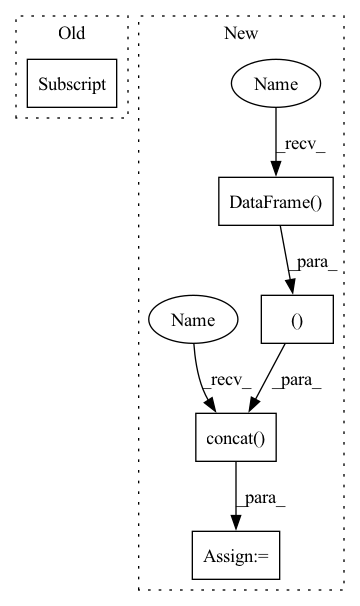 Old
New
Subscript
Name
_recv_
DataFrame()
_para_
Name
()
_recv_
_para_
concat()
_para_
Assign:=